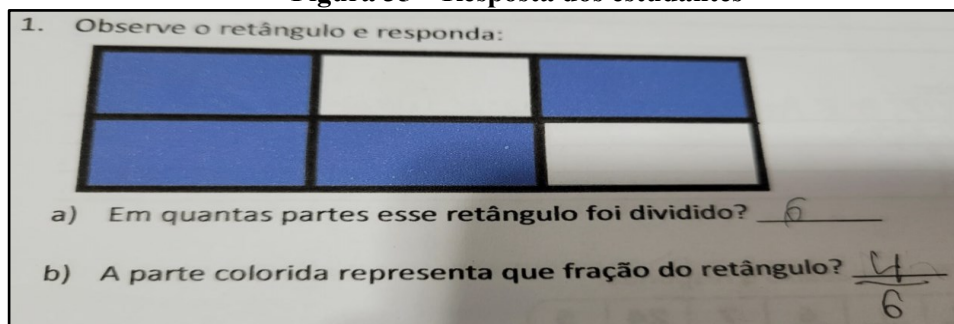 Figura 53 – Resposta dos estudantes
1. Observe o retângulo e responda:
a) Em quantas partes esse retângulo foi dividido? 6
b) A parte colorida representa que fração do retângulo? 4
6